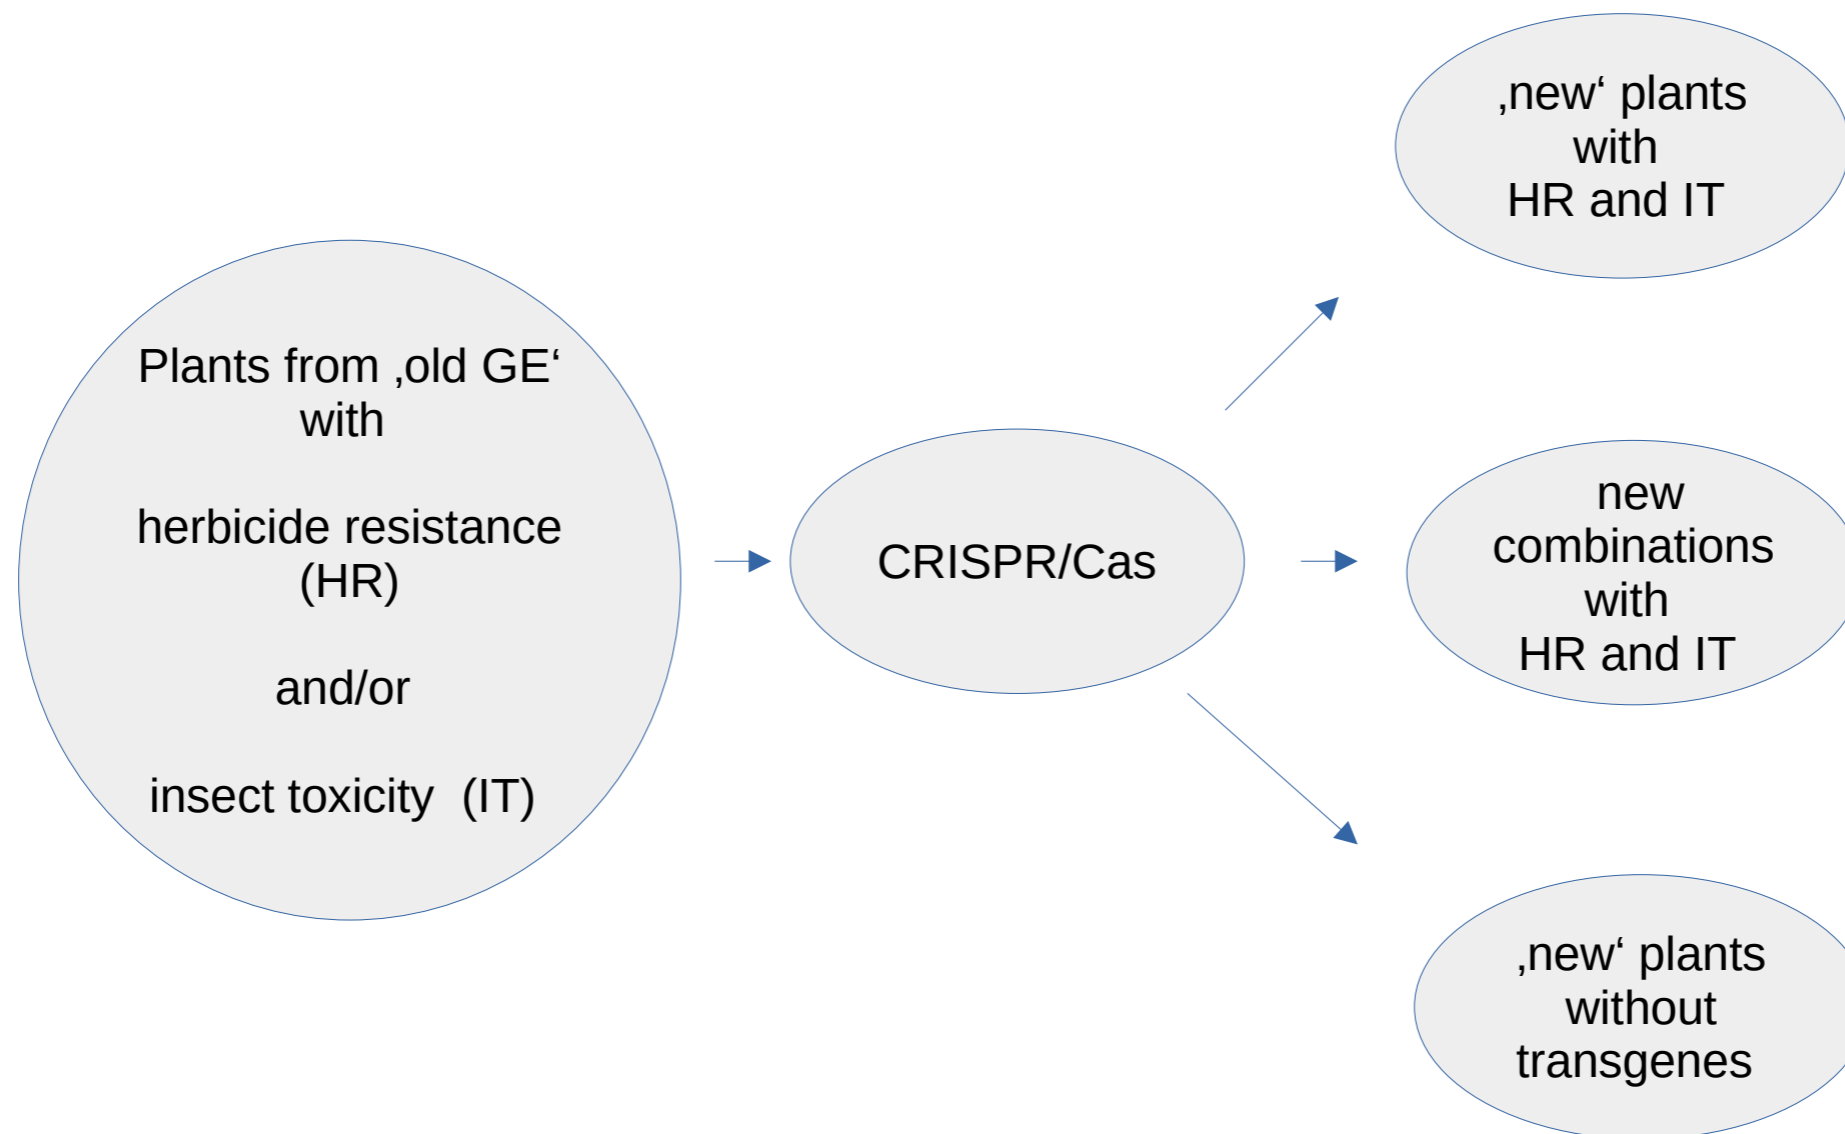 Plants from ‚old GE‘
with
herbicide resistance
(HR)
and/or
insect toxicity (IT)
CRISPR/Cas
‚new‘ plants
with
HR and IT
new
combinations
with
HR and IT
‚new‘ plants
without
transgenes